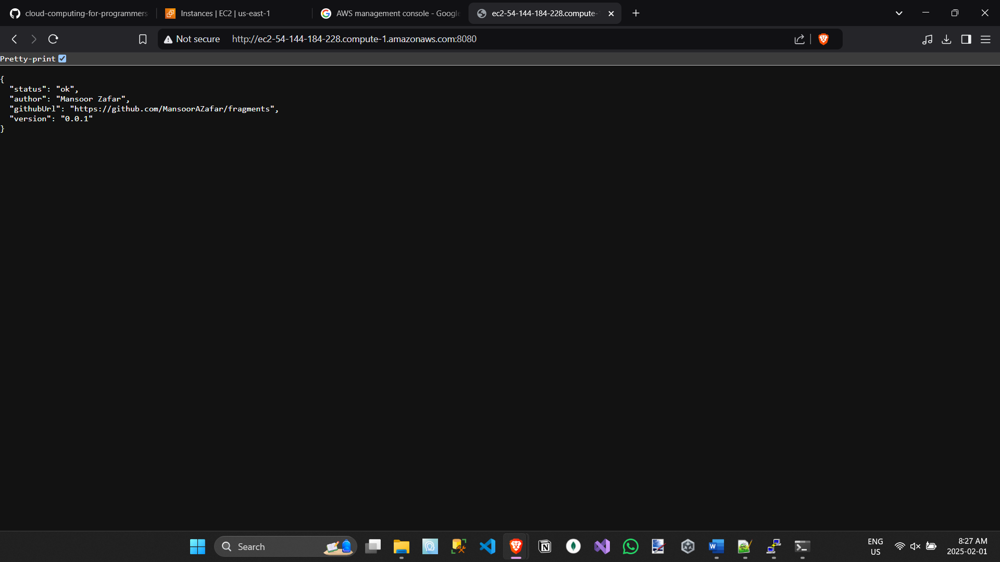 cloud-computing-for-programmers
Instances | EC2 | us-east-1
AWS management console - Google
ec2-54-144-184-228.compute-
Not secure
http://ec2-54-144-184-228.compute-1.amazonaws.com:8080
Pretty-print
{
"status": "ok",
"author": "Mansoor Zafar",
"githubUrl": "https://github.com/MansoorAZafar/fragments",
"version": "0.0.1"
}
Search
ENG
US
8:27 AM
2025-02-01